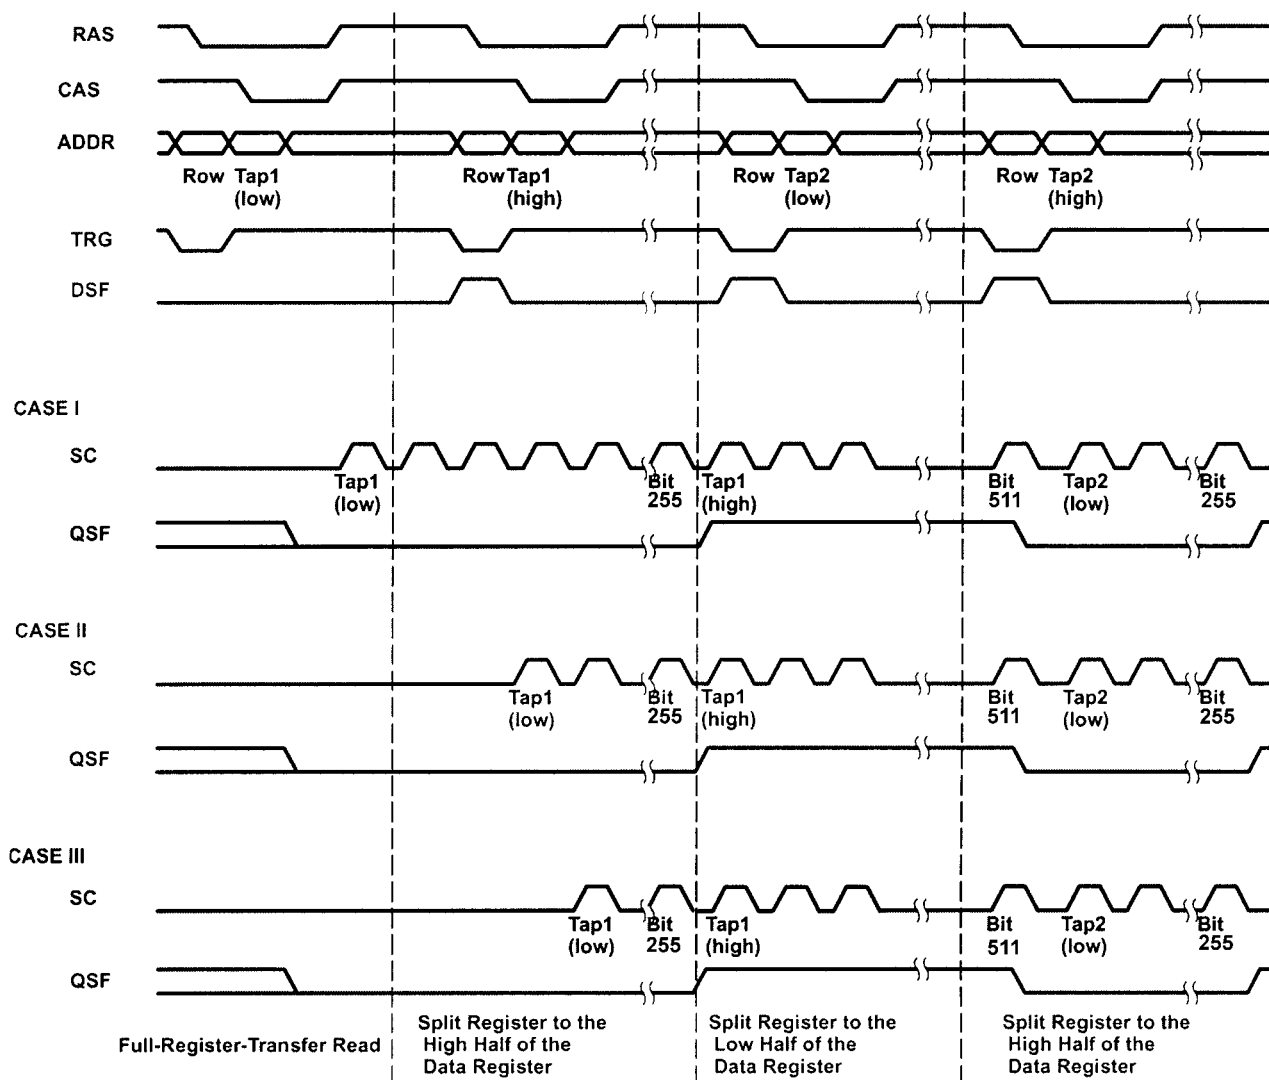 RAS
CAS
ADDR
Row Tap1 (low)
Row Tap1 (high)
Row Tap2 (low)
Row Tap2 (high)
TRG
DSF
CASE I
SC
Tap1 (low)
Bit 255
Tap1 (high)
Bit 511
Tap2 (low)
Bit 255
QSF
CASE II
SC
Tap1 (low)
Bit 255
Tap1 (high)
Bit 511
Tap2 (low)
Bit 255
QSF
CASE III
SC
Tap1 (low)
Bit 255
Tap1 (high)
Bit 511
Tap2 (low)
Bit 255
QSF
Full-Register-Transfer Read
Split Register to the
High Half of the
Data Register
Split Register to the
Low Half of the
Data Register
Split Register to the
High Half of the
Data Register